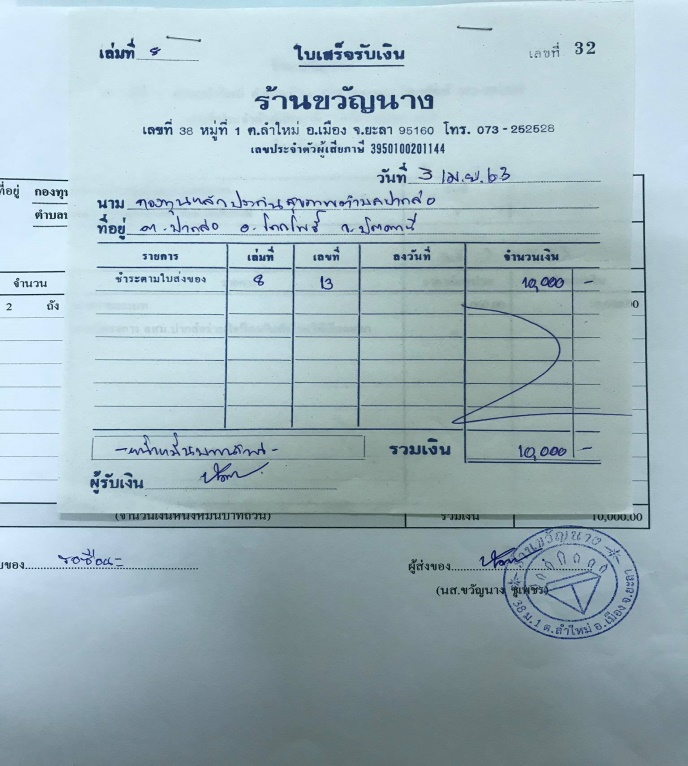 เล่มที่ 8 ใบเสร็จรับเงิน เลขที่ 32
ร้านขวัญนาง
เลขที่ 38 หมู่ที่ 1 ต.ลำใหม่ อ.เมือง จ.ยะลา 95160 โทร. 073-252528
เลขประจำตัวผู้เสียภาษี 3950100201144
วันที่ 3 เม.ย. 63
ที่อยู่ กองทุน
นาม กองทุนหลักประกันสุขภาพตำบลปากล่อ
ตำบล
ที่อยู่ ต.ปากล่อ อ.โคกโพธิ์ จ.ปัตตานี
รายการ เล่มที่ เลขที่ ลงวันที่ จำนวนเงิน
จำนวน
ชำระตามใบส่งของ 8 13 10,000 -
2 ถัง
-หนึ่งหมื่นบาทถ้วน- รวมเงิน 10,000 -
ผู้รับเงิน
(จำนวนเงินหนึ่งหมื่นบาทถ้วน) รวมเงิน 10,000.00
ของ
ผู้ส่งของ
(นส.ขวัญนาง ชูเพชร)
ร้านขวัญนาง
38 ม.1 ต.ลำใหม่ อ.เมือง จ.ยะลา